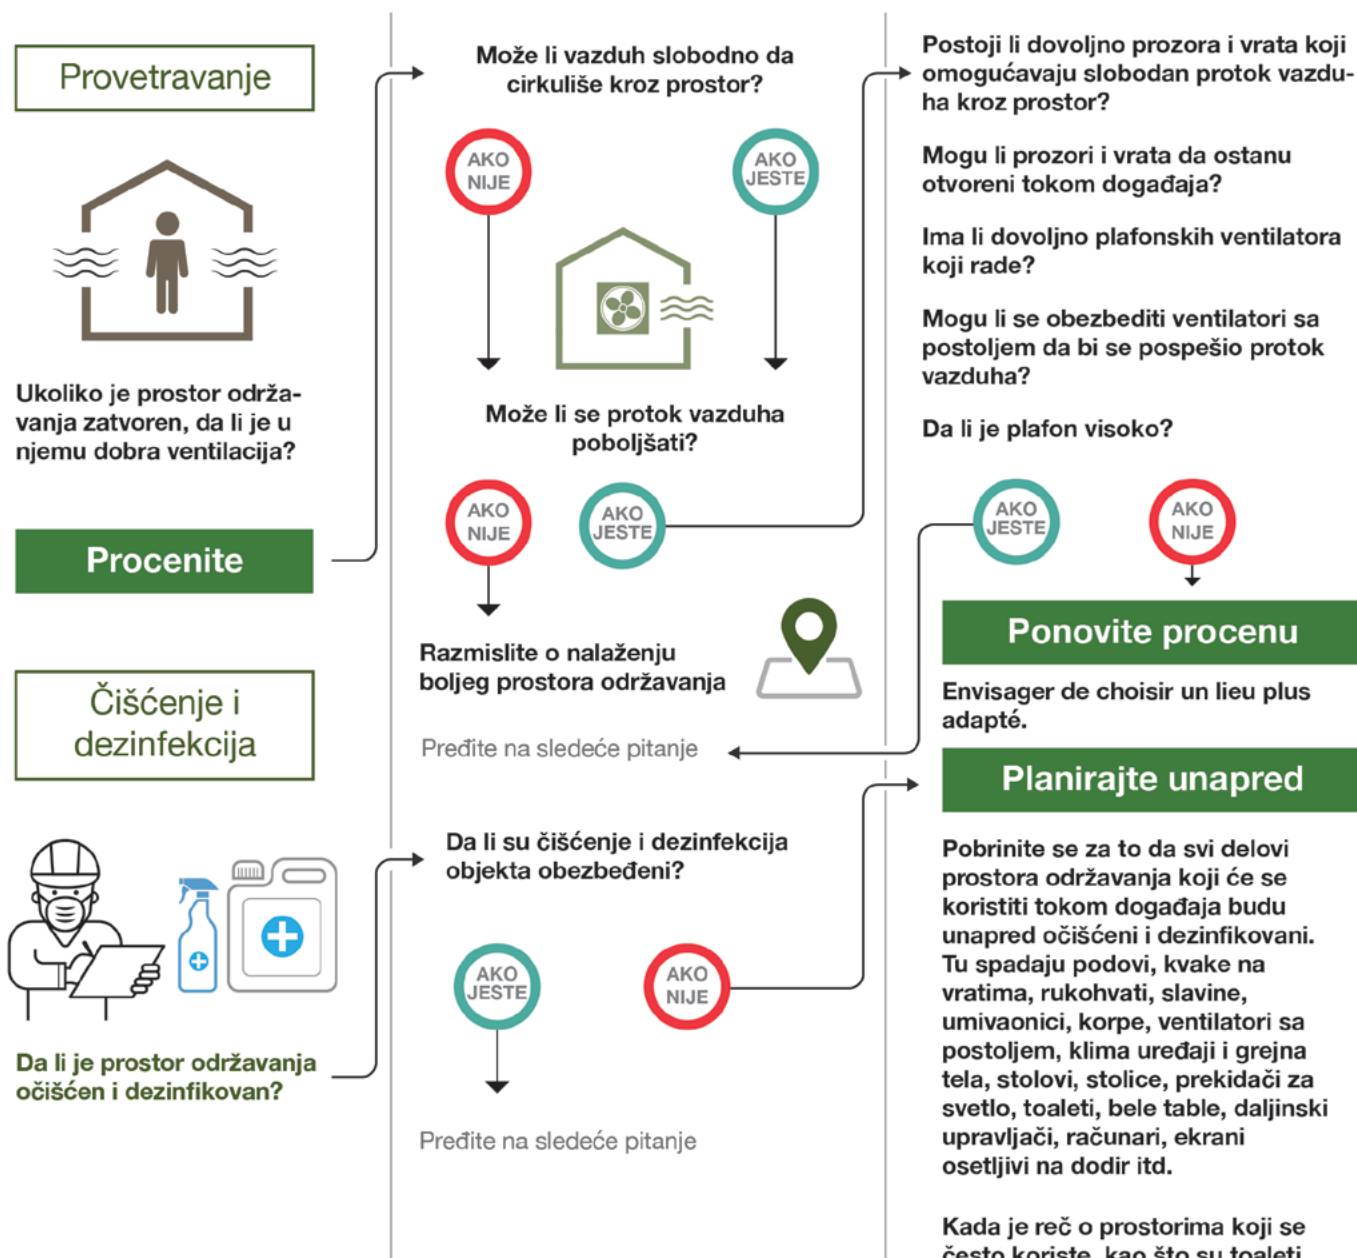 Provetravanje
Ukoliko je prostor održa-
vanja zatvoren, da li je u
njemu dobra ventilacija?
Procenite
Može li vazduh slobodno da
cirkuliše kroz prostor?
AKO
NIJE
AKO
JESTE
Može li se protok vazduha
poboljšati?
AKO
NIJE
AKO
JESTE
Razmislite o nalaženju
boljeg prostora održavanja
Pređite na sledeće pitanje
Postoji li dovoljno prozora i vrata koji
omogućavaju slobodan protok vazdu-
ha kroz prostor?
Mogu li prozori i vrata da ostanu
otvoreni tokom događaja?
Ima li dovoljno plafonskih ventilatora
koji rade?
Mogu li se obezbediti ventilatori sa
postoljem da bi se pospešio protok
vazduha?
Da li je plafon visoko?
AKO
JESTE
AKO
NIJE
Ponovite procenu
Envisager de choisir un lieu plus
adapté.
Čišćenje i
dezinfekcija
Da li je prostor održavanja
očišćen i dezinfikovan?
Da li su čišćenje i dezinfekcija
objekta obezbeđeni?
AKO
JESTE
AKO
NIJE
Pređite na sledeće pitanje
Planirajte unapred
Pobrinite se za to da svi delovi
prostora održavanja koji će se
koristiti tokom događaja budu
unapred očišćeni i dezinfikovani.
Tu spadaju podovi, kvake na
vratima, rukohvati, slavine,
umivaonici, korpe, ventilatori sa
postoljem, klima uređaji i grejna
tela, stolovi, stolice, prekidači za
svetlo, toaleti, bele table, daljinski
upravljači, računari, ekrani
osetljivi na dodir itd.
Kada je reč o prostorima koji se
često koriste, kao što su toaleti